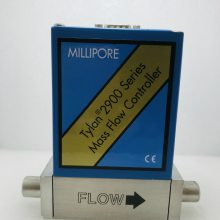 MILLIPORE
Tylan® 2900 Series
Mass Flow Controller
CE
FLOW